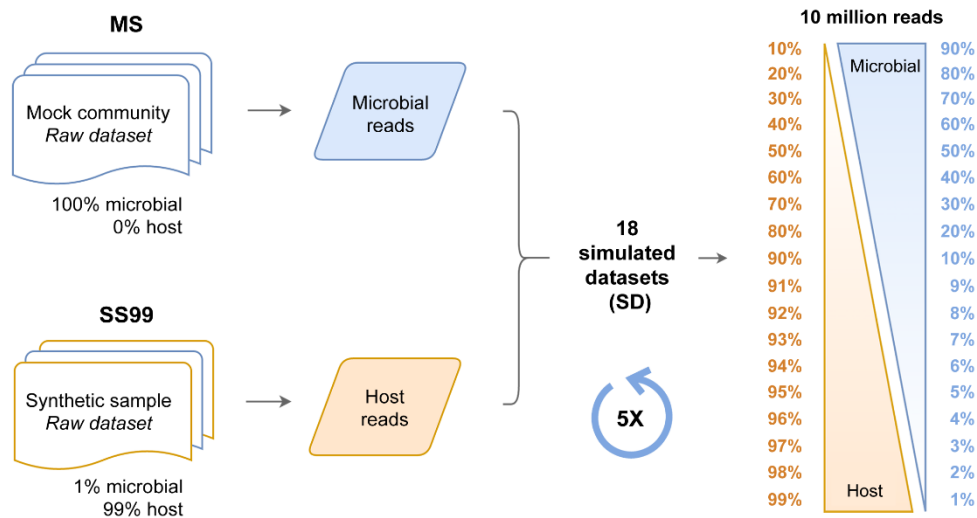 MS
Mock community
Raw dataset
100% microbial
0% host
Microbial
reads
SS99
Synthetic sample
Raw dataset
1% microbial
99% host
Host
reads
18
simulated
datasets
(SD)
5X
10 million reads
10%
20%
30%
40%
50%
60%
70%
80%
90%
91%
92%
93%
94%
95%
96%
97%
98%
99%
Microbial
Host
90%
80%
70%
60%
50%
40%
30%
20%
10%
9%
8%
7%
6%
5%
4%
3%
2%
1%